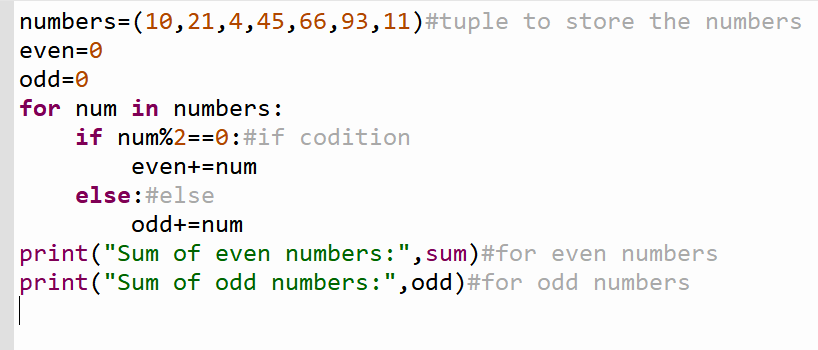 numbers=(10,21,4,45,66,93,11)#tuple to store the numbers
even=0
odd=0
for num in numbers:
    if num%2==0:#if codition
        even+=num
    else:#else
        odd+=num
print("Sum of even numbers:",sum)#for even numbers
print("Sum of odd numbers:",odd)#for odd numbers